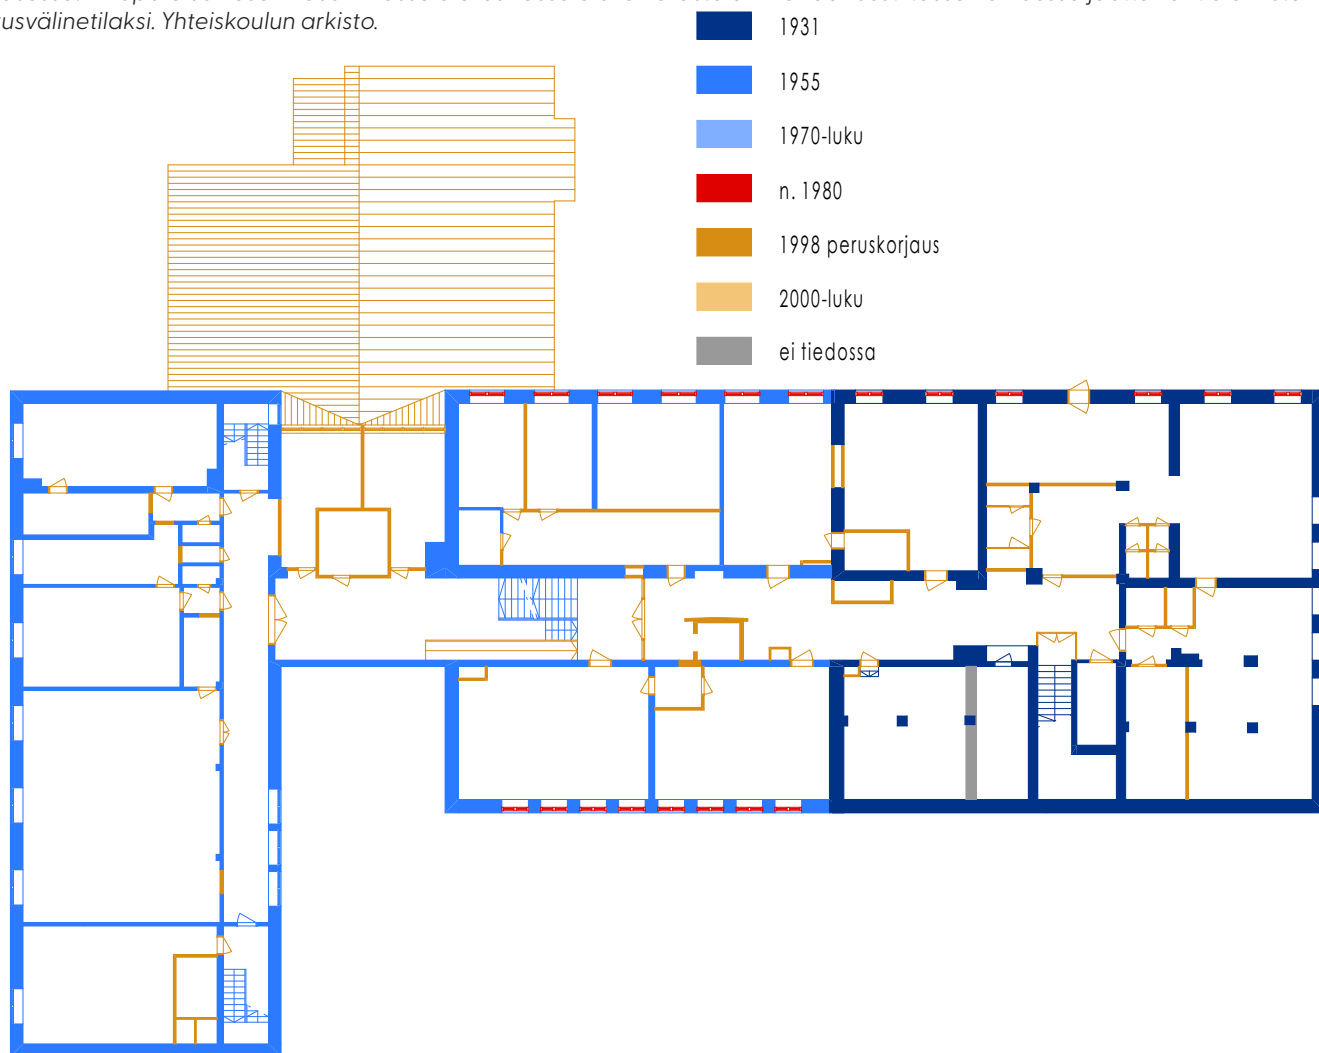 usvälinetilaksi. Yhteiskoulun arkisto.
1931
1955
1970-luku
n. 1980
1998 peruskorjaus
2000-luku
ei tiedossa